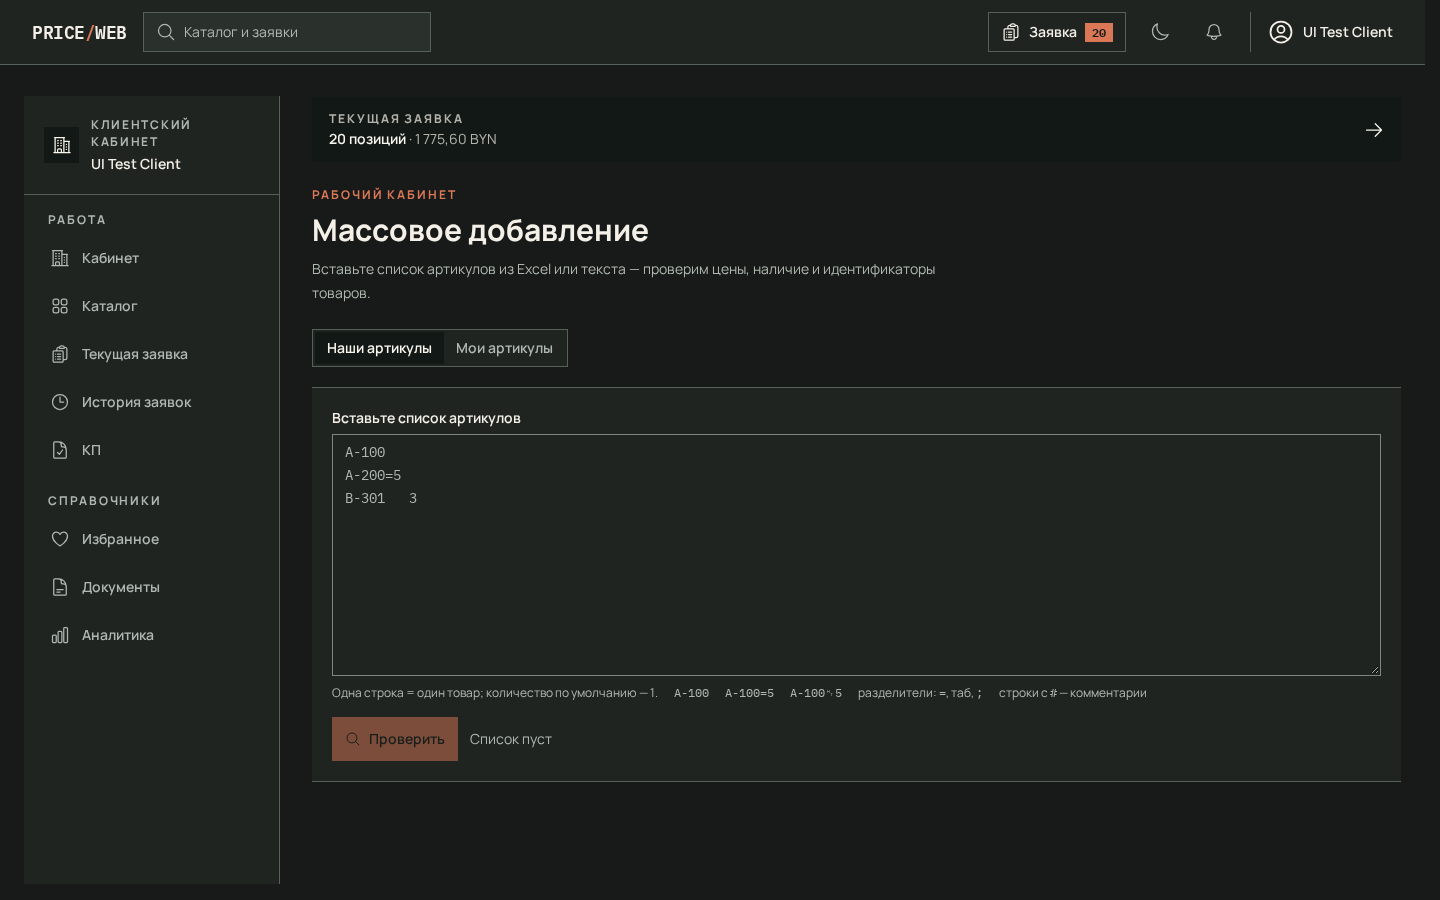 PRICE/WEB
Каталог и заявки
Заявка 20
UI Test Client
КЛИЕНТСКИЙ
КАБИНЕТ
UI Test Client
РАБОТА
Кабинет
Каталог
Текущая заявка
История заявок
КП
СПРАВОЧНИКИ
Избранное
Документы
Аналитика
ТЕКУЩАЯ ЗАЯВКА
20 позиций · 1 775,60 BYN
РАБОЧИЙ КАБИНЕТ
Массовое добавление
Вставьте список артикулов из Excel или текста — проверим цены, наличие и идентификаторы
товаров.
Наши артикулы Мои артикулы
Вставьте список артикулов
A-100
A-200=5
B-301 3
Одна строка = один товар; количество по умолчанию — 1. A-100 A-100=5 A-100 5 разделители: =, таб, ; строки с # — комментарии
Проверить Список пуст